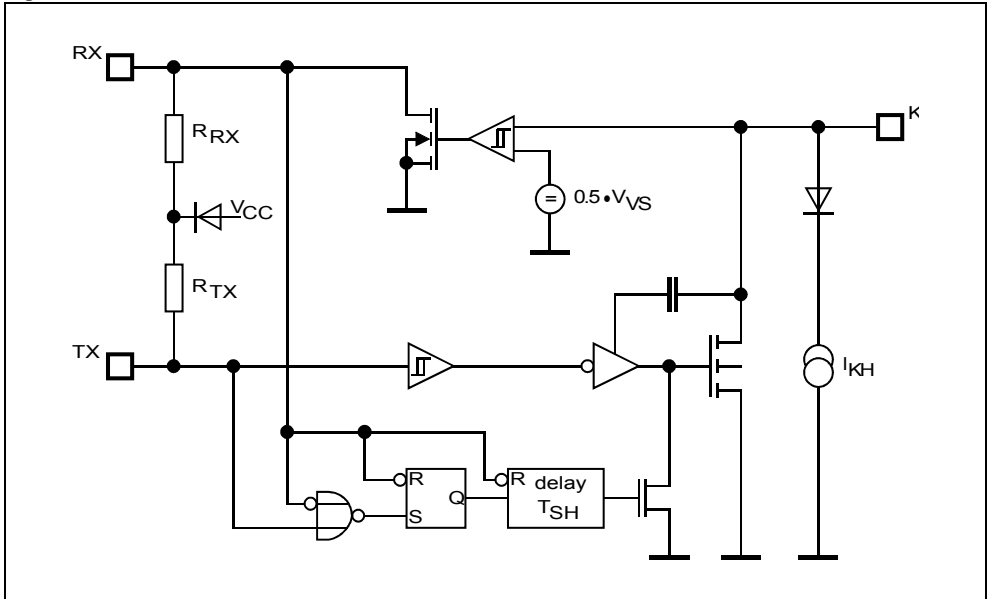 RX
K
RRX
VCC
= 0.5•VVS
RTX
TX
IKH
R
Q
S
R delay
TSH